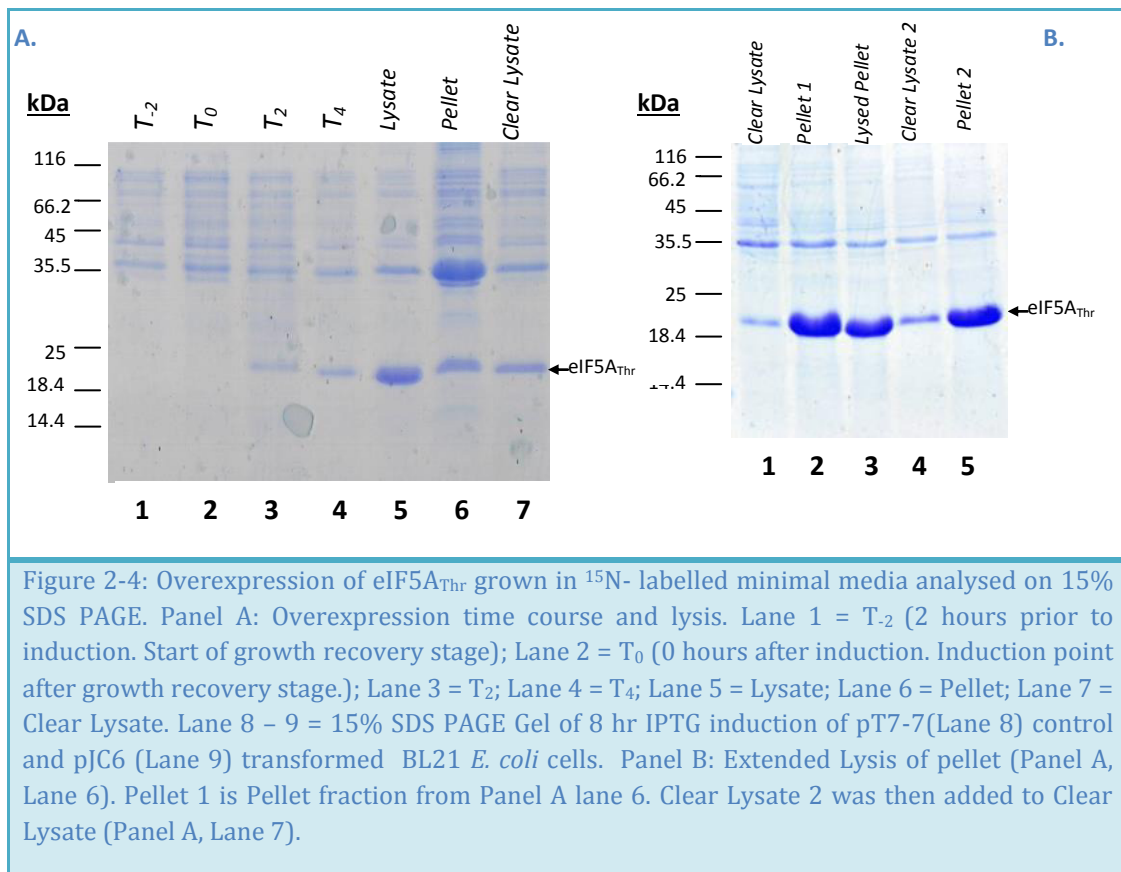 A.
B.
kDa
T-2
T0
T2
T4
Lysate
Pellet
Clear Lysate
116
66.2
45
35.5
25
18.4
14.4
eIF5AThr
1 2 3 4 5 6 7
kDa
Clear Lysate
Pellet 1
Lysed Pellet
Clear Lysate 2
Pellet 2
116
66.2
45
35.5
25
18.4
eIF5AThr
1 2 3 4 5
Figure 2-4: Overexpression of eIF5AThr grown in 15N- labelled minimal media analysed on 15%
SDS PAGE. Panel A: Overexpression time course and lysis. Lane 1 = T-2 (2 hours prior to
induction. Start of growth recovery stage); Lane 2 = T0 (0 hours after induction. Induction point
after growth recovery stage.); Lane 3 = T2; Lane 4 = T4; Lane 5 = Lysate; Lane 6 = Pellet; Lane 7 =
Clear Lysate. Lane 8 – 9 = 15% SDS PAGE Gel of 8 hr IPTG induction of pT7-7(Lane 8) control
and pJC6 (Lane 9) transformed BL21 E. coli cells. Panel B: Extended Lysis of pellet (Panel A,
Lane 6). Pellet 1 is Pellet fraction from Panel A lane 6. Clear Lysate 2 was then added to Clear
Lysate (Panel A, Lane 7).